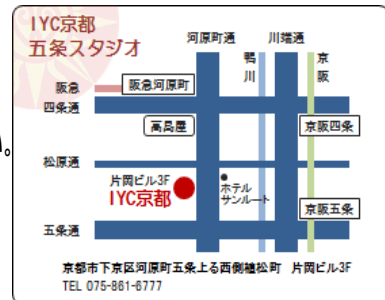 IYC京都
五条スタジオ
河原町通
川端通
鴨川
京阪
阪急
阪急河原町
四条通
高島屋
京阪四条
松原通
片岡ビル3F
IYC京都
ホテル
サンルート
京阪五条
五条通
京都市下京区河原町五条上る西側植松町 片岡ビル3F
TEL 075-861-6777
。